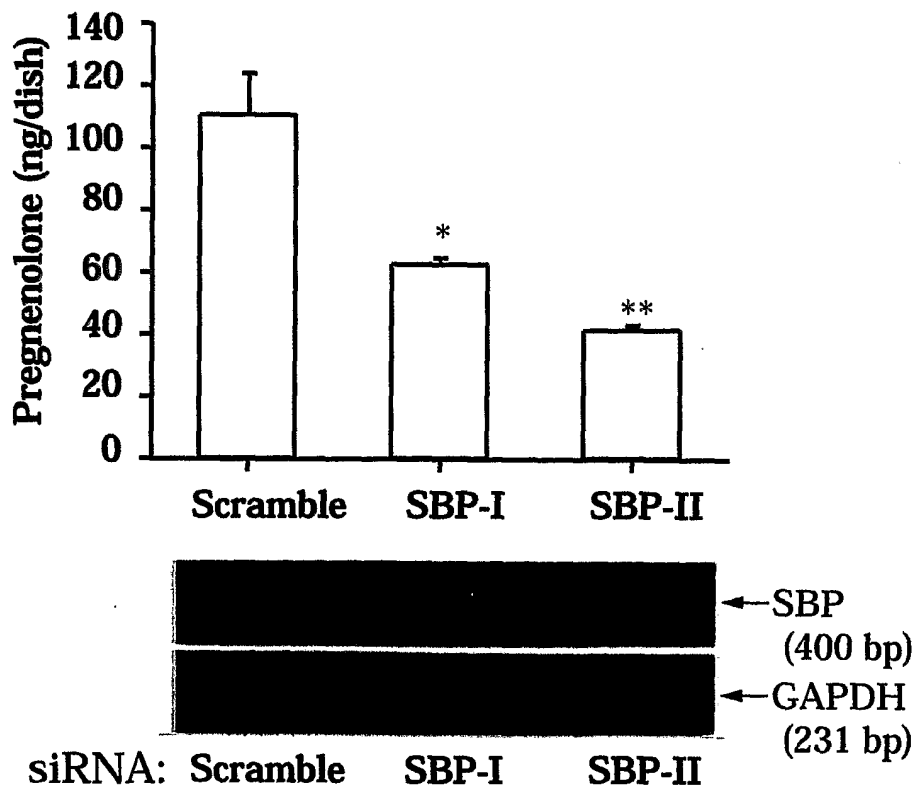 Pregnenolone (ng/dish)
140
120
100
80
60
40
20
0
*
**
Scramble SBP-I SBP-II
SBP
(400 bp)
GAPDH
(231 bp)
siRNA: Scramble SBP-I SBP-II